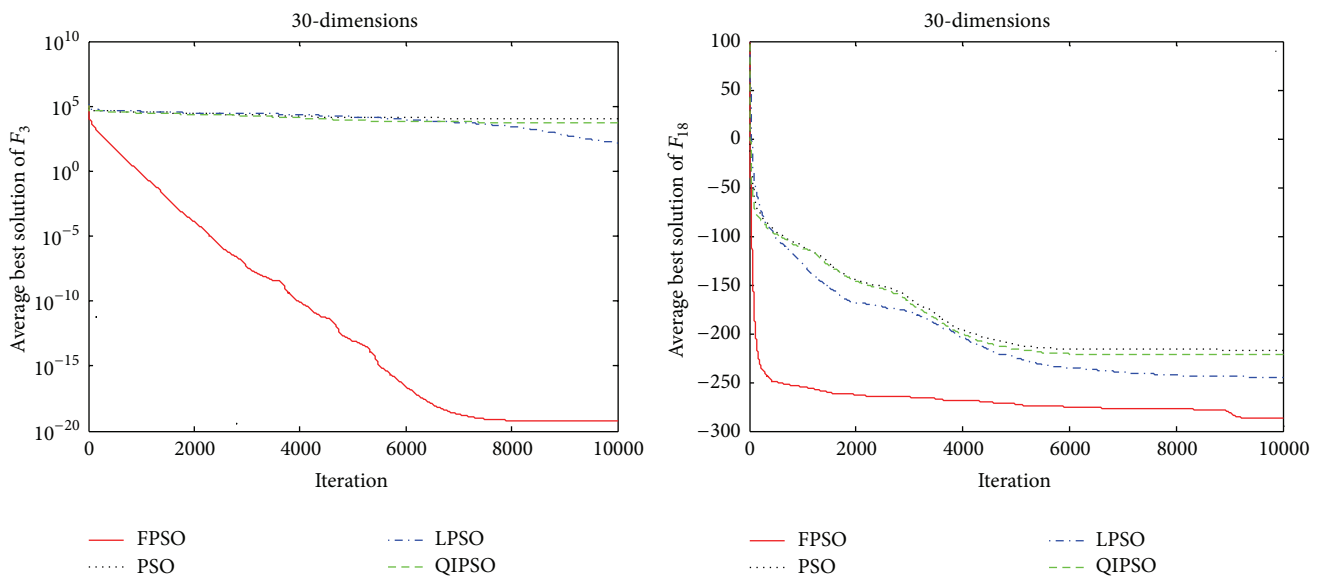 30-dimensions
10^10
10^5
10^0
10^−5
10^−10
10^−15
10^−20
Average best solution of F_3
0
2000
4000
6000
8000
10000
Iteration
FPSO
PSO
LPSO
QIPSO
30-dimensions
100
50
0
−50
−100
−150
−200
−250
−300
Average best solution of F_18
0
2000
4000
6000
8000
10000
Iteration
FPSO
PSO
LPSO
QIPSO